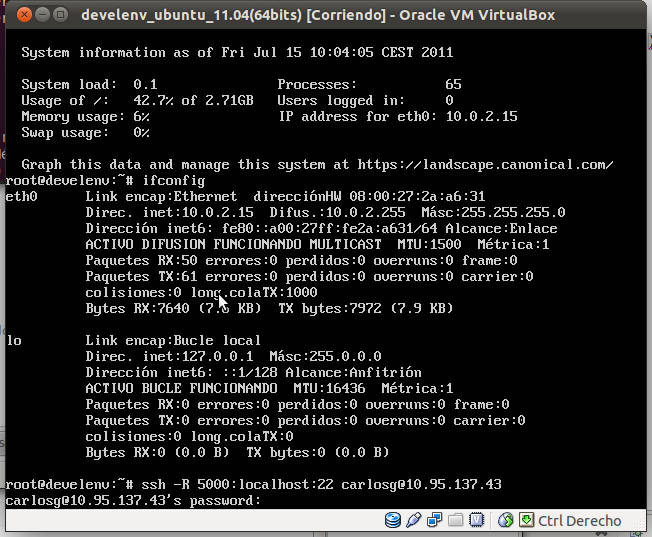 develenv_ubuntu_11.04(64bits) [Corriendo] - Oracle VM VirtualBox
System information as of Fri Jul 15 10:04:05 CEST 2011
System load:  0.1                Processes:             65
Usage of /:   42.7% of 2.71GB   Users logged in:       0
Memory usage: 6%                 IP address for eth0: 10.0.2.15
Swap usage:   0%
Graph this data and manage this system at https://landscape.canonical.com/
root@develenv:~# ifconfig
eth0      Link encap:Ethernet  direcciónHW 08:00:27:2a:a6:31
Direc. inet:10.0.2.15  Difus.:10.0.2.255  Másc:255.255.255.0
Dirección inet6: fe80::a00:27ff:fe2a:a631/64 Alcance:Enlace
ACTIVO DIFUSION FUNCIONANDO MULTICAST  MTU:1500  Métrica:1
Paquetes RX:50 errores:0 perdidos:0 overruns:0 frame:0
Paquetes TX:61 errores:0 perdidos:0 overruns:0 carrier:0
colisiones:0 long.colaTX:1000
Bytes RX:7640 (7.6 KB)  TX bytes:7972 (7.9 KB)
lo        Link encap:Bucle local
Direc. inet:127.0.0.1  Másc:255.0.0.0
Dirección inet6: ::1/128 Alcance:Anfitrión
ACTIVO BUCLE FUNCIONANDO  MTU:16436  Métrica:1
Paquetes RX:0 errores:0 perdidos:0 overruns:0 frame:0
Paquetes TX:0 errores:0 perdidos:0 overruns:0 carrier:0
colisiones:0 long.colaTX:0
Bytes RX:0 (0.0 B)  TX bytes:0 (0.0 B)
root@develenv:~# ssh -R 5000:localhost:22 carlosg@10.95.137.43
carlosg@10.95.137.43's password:
Ctrl Derecho